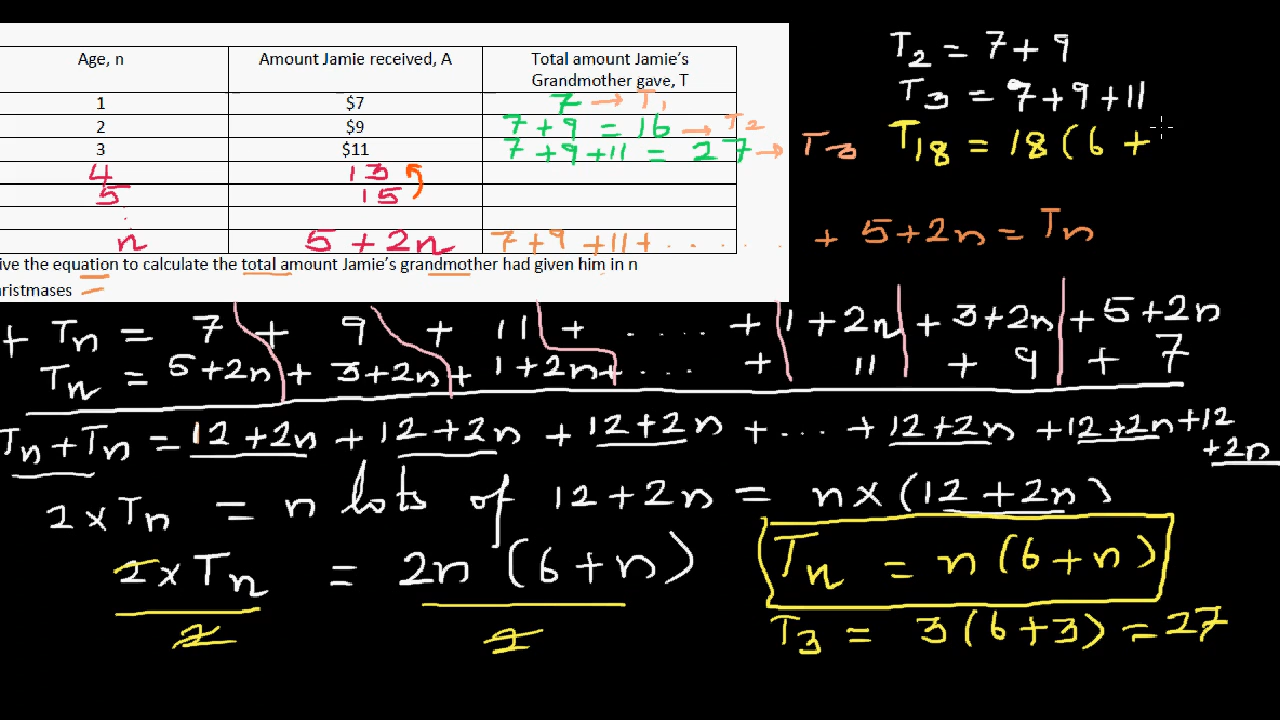 Age, n Amount Jamie received, A Total amount Jamie's
Grandmother gave, T
1 $7 7 → T1
2 $9 7 + 9 = 16 → T2
3 $11 7 + 9 + 11 = 27 → T3
4 13
5 15
.
n 5 + 2n 7 + 9 + 11 + . . . . . . . + 5 + 2n = Tn
ive the equation to calculate the total amount Jamie's grandmother had given him in n
ristmases
T2 = 7 + 9
T3 = 7 + 9 + 11
T18 = 18 ( 6 +
+ Tn = 7 + 9 + 11 + . . . . + 1 + 2n + 3 + 2n + 5 + 2n
Tn = 5 + 2n + 3 + 2n + 1 + 2n + . . . + 11 + 9 + 7
Tn + Tn = 12 + 2n + 12 + 2n + 12 + 2n + . . . + 12 + 2n + 12 + 2n + 12
+ 2n
2 × Tn = n lots of 12 + 2n = n × ( 12 + 2n )
2 × Tn = 2n ( 6 + n )
2 2
Tn = n ( 6 + n )
T3 = 3 ( 6 + 3 ) = 27